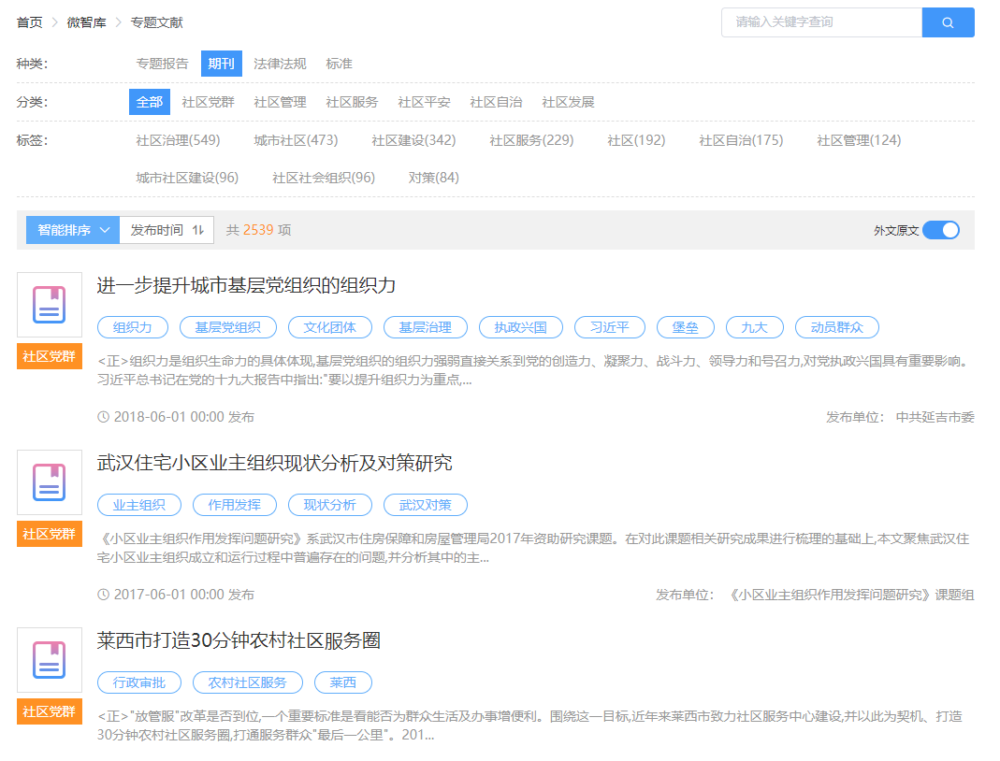 首页 > 微智库 > 专题文献
请输入关键字查询
种类： 专题报告 期刊 法律法规 标准
分类： 全部 社区党群 社区管理 社区服务 社区平安 社区自治 社区发展
标签： 社区治理(549) 城市社区(473) 社区建设(342) 社区服务(229) 社区(192) 社区自治(175) 社区管理(124)
城市社区建设(96) 社区社会组织(96) 对策(84)
智能排序 发布时间 共 2539 项 外文原文
进一步提升城市基层党组织的组织力
组织力 基层党组织 文化团体 基层治理 执政兴国 习近平 堡垒 九大 动员群众
社区党群
<正>组织力是组织生命力的具体体现,基层党组织的组织力强弱直接关系到党的创造力、凝聚力、战斗力、领导力和号召力,对党执政兴国具有重要影响。
习近平总书记在党的十九大报告中指出:"要以提升组织力为重点,...
2018-06-01 00:00 发布 发布单位： 中共延吉市委
武汉住宅小区业主组织现状分析及对策研究
业主组织 作用发挥 现状分析 武汉对策
社区党群
《小区业主组织作用发挥问题研究》系武汉市住房保障和房屋管理局2017年资助研究课题。在对此课题相关研究成果进行梳理的基础上,本文聚焦武汉住
宅小区业主组织成立和运行过程中普遍存在的问题,并分析其中的主...
2017-06-01 00:00 发布 发布单位： 《小区业主组织作用发挥问题研究》课题组
莱西市打造30分钟农村社区服务圈
行政审批 农村社区服务 莱西
社区党群
<正>"放管服"改革是否到位,一个重要标准是看能否为群众生活及办事增便利。围绕这一目标,近年来莱西市致力社区服务中心建设,并以此为契机、打造
30分钟农村社区服务圈,打通服务群众"最后一公里"。201...